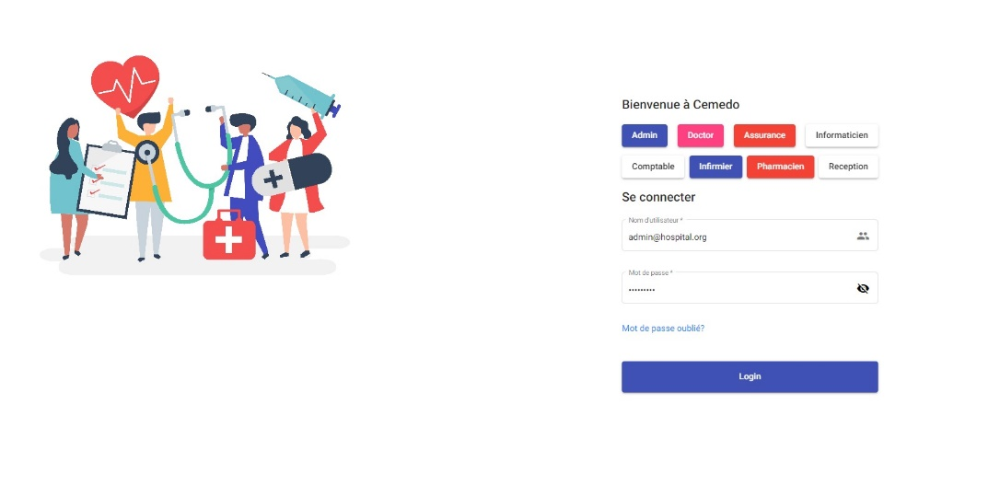 Bienvenue à Cemedo
Admin Doctor Assurance Informaticien
Comptable Infirmier Pharmacien Reception
Se connecter
Nom d'utilisateur *
admin@hospital.org
Mot de passe *
•••••••••
Mot de passe oublié?
Login